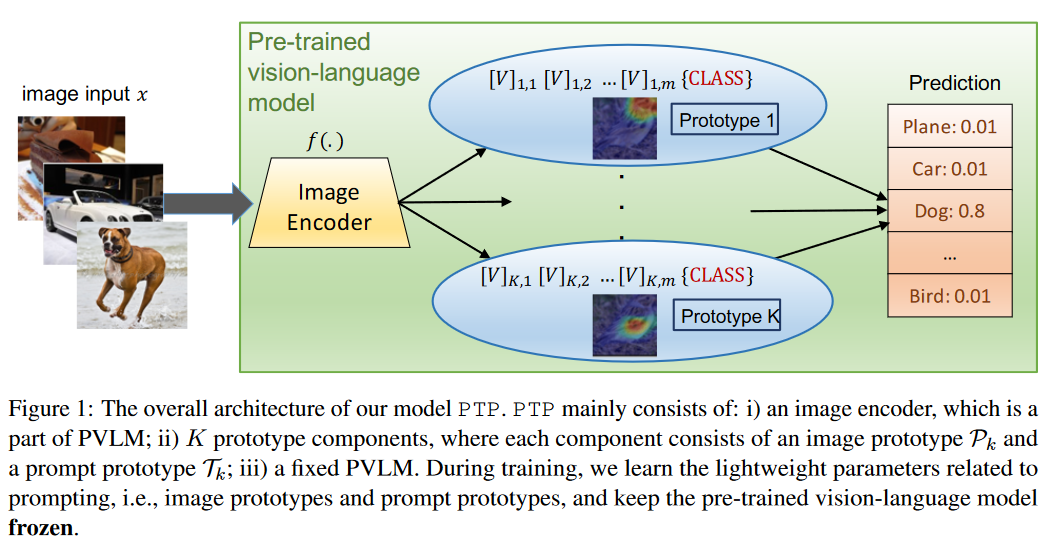 Pre-trained
vision-language
model
image input x
f(.)
Image
Encoder
[V]1,1 [V]1,2 ...[V]1,m {CLASS}
Prototype 1
.
.
.
[V]K,1 [V]K,2 ...[V]K,m {CLASS}
Prototype K
Prediction
Plane: 0.01
Car: 0.01
Dog: 0.8
...
Bird: 0.01
Figure 1: The overall architecture of our model PTP. PTP mainly consists of: i) an image encoder, which is a
part of PVLM; ii) K prototype components, where each component consists of an image prototype 𝒫k and
a prompt prototype 𝒯k; iii) a fixed PVLM. During training, we learn the lightweight parameters related to
prompting, i.e., image prototypes and prompt prototypes, and keep the pre-trained vision-language model
frozen.